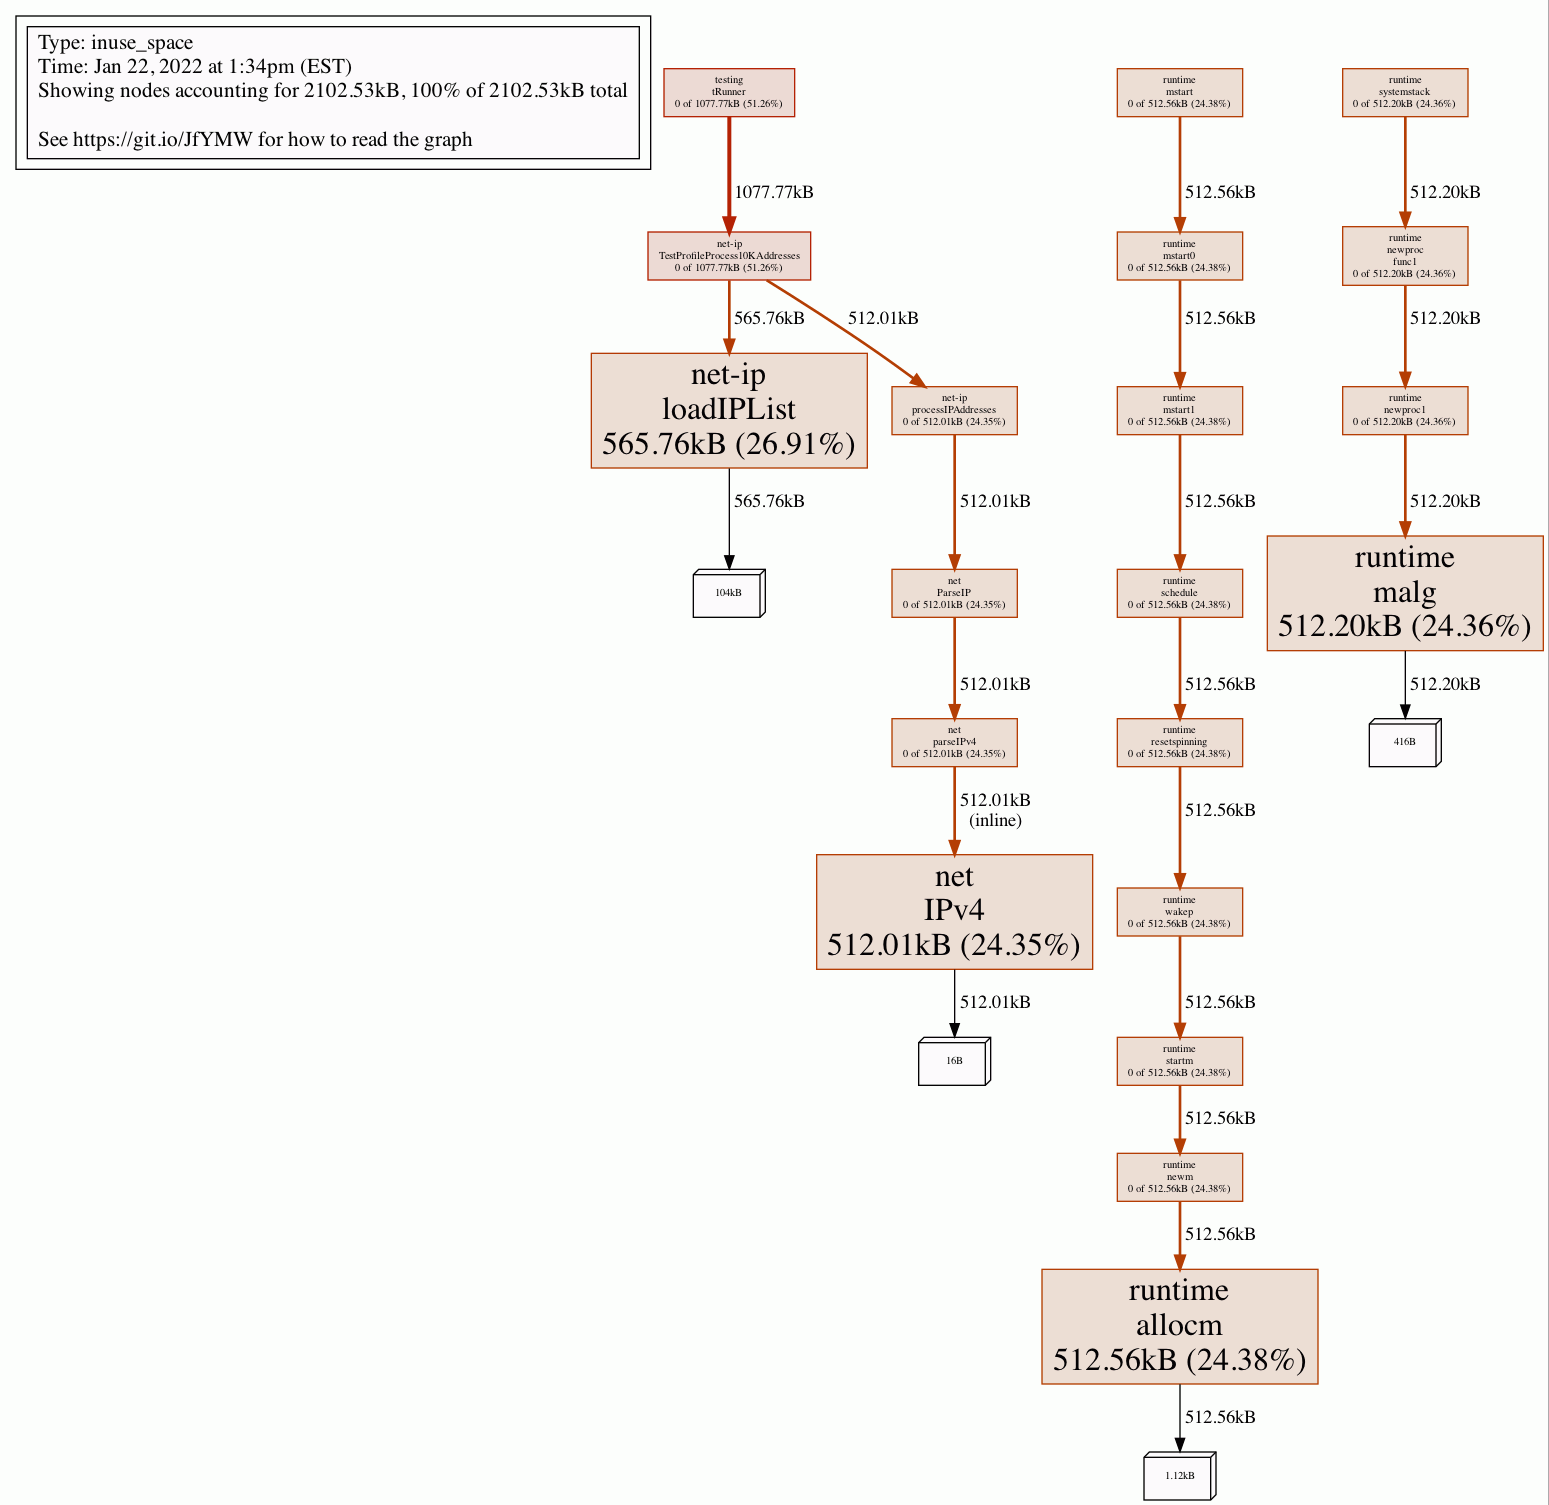 Type: inuse_space
Time: Jan 22, 2022 at 1:34pm (EST)
Showing nodes accounting for 2102.53kB, 100% of 2102.53kB total
See https://git.io/JfYMW for how to read the graph
testing
tRunner
0 of 1077.77kB (51.26%)
1077.77kB
net-ip
TestProfileProcess10KAddresses
0 of 1077.77kB (51.26%)
565.76kB
512.01kB
net-ip
loadIPList
565.76kB (26.91%)
565.76kB
104kB
net-ip
processIPAddresses
0 of 512.01kB (24.35%)
512.01kB
net
ParseIP
0 of 512.01kB (24.35%)
512.01kB
net
parseIPv4
0 of 512.01kB (24.35%)
512.01kB
(inline)
net
IPv4
512.01kB (24.35%)
512.01kB
16B
runtime
mstart
0 of 512.56kB (24.38%)
512.56kB
runtime
mstart0
0 of 512.56kB (24.38%)
512.56kB
runtime
mstart1
0 of 512.56kB (24.38%)
512.56kB
runtime
schedule
0 of 512.56kB (24.38%)
512.56kB
runtime
resetspinning
0 of 512.56kB (24.38%)
512.56kB
runtime
wakep
0 of 512.56kB (24.38%)
512.56kB
runtime
startm
0 of 512.56kB (24.38%)
512.56kB
runtime
newm
0 of 512.56kB (24.38%)
512.56kB
runtime
allocm
512.56kB (24.38%)
512.56kB
1.12kB
runtime
systemstack
0 of 512.20kB (24.36%)
512.20kB
runtime
newproc
func1
0 of 512.20kB (24.36%)
512.20kB
runtime
newproc1
0 of 512.20kB (24.36%)
512.20kB
runtime
malg
512.20kB (24.36%)
512.20kB
416B